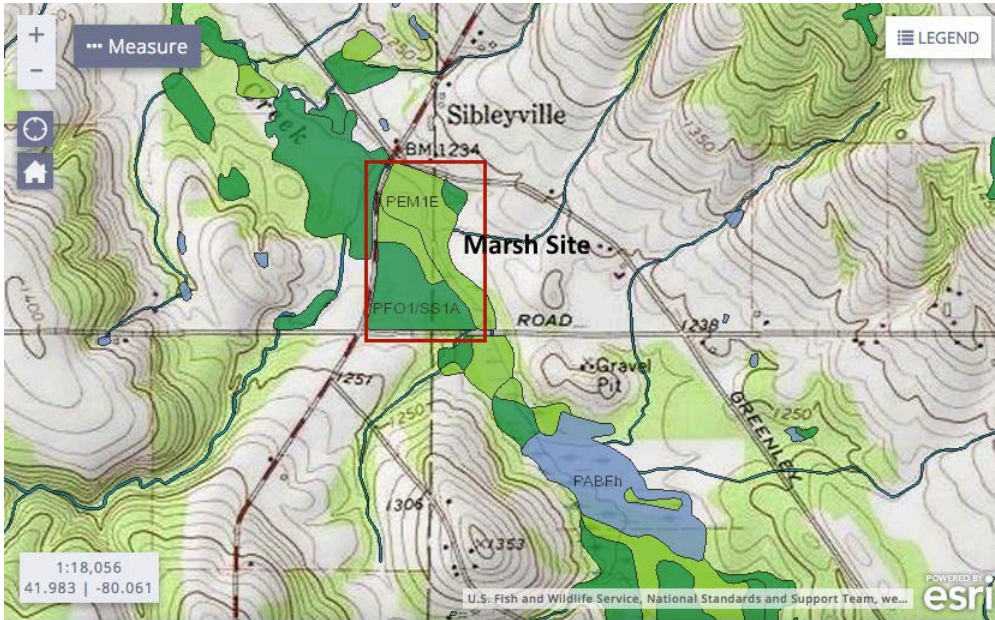 +
-
••• Measure
LEGEND
1250
Creek
Sibleyville
BM 1234
1350
PEM1E
Marsh Site
1400
PFO1/SS1A
ROAD
1238
Gravel
Pit
1251
1250
GREENLEY
1250
PABFh
1306
×1353
1:18,056
41.983 | -80.061
U.S. Fish and Wildlife Service, National Standards and Support Team, we...
POWERED BY
esri